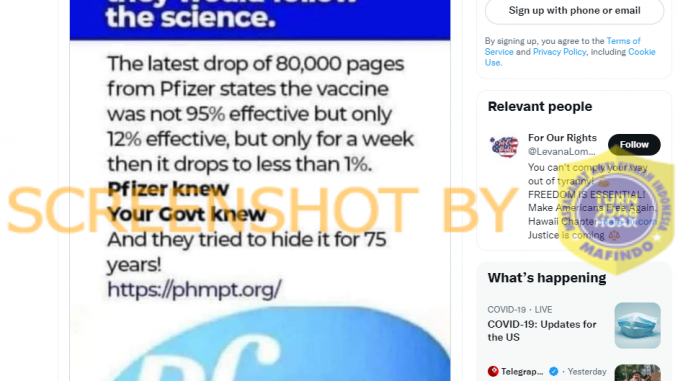 they would follow
the science.
The latest drop of 80,000 pages
from Pfizer states the vaccine
was not 95% effective but only
12% effective, but only for a week
then it drops to less than 1%.
Pfizer knew
Your Govt knew
And they tried to hide it for 75
years!
https://phmpt.org/
SCREENSHOT BY
TURN
BACK
HOAX
MAFINDO
Sign up with phone or email
By signing up, you agree to the Terms of
Service and Privacy Policy, including Cookie
Use.
Relevant people
For Our Rights
@LevanaLom...
Follow
You can't comply your way
out of tyranny!
FREEDOM IS ESSENTIAL!
Make Americans Free Again,
Hawaii Chapter
.com
Justice is coming
What's happening
COVID-19 · LIVE
COVID-19: Updates for
the US
Telegrap... · Yesterday